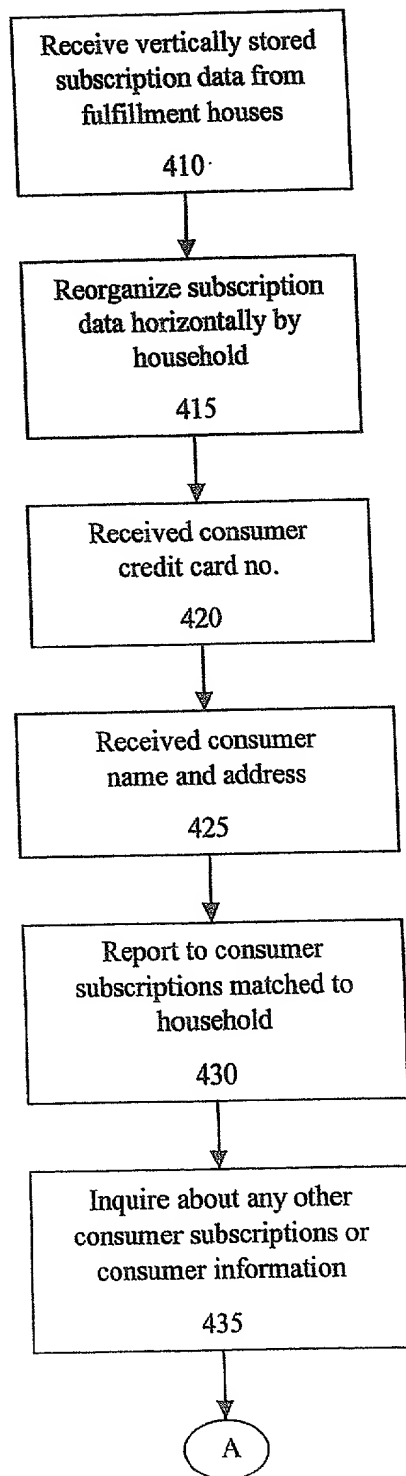 Receive vertically stored
subscription data from
fulfillment houses
410
Reorganize subscription
data horizontally by
household
415
Received consumer
credit card no.
420
Received consumer
name and address
425
Report to consumer
subscriptions matched to
household
430
Inquire about any other
consumer subscriptions or
consumer information
435
A